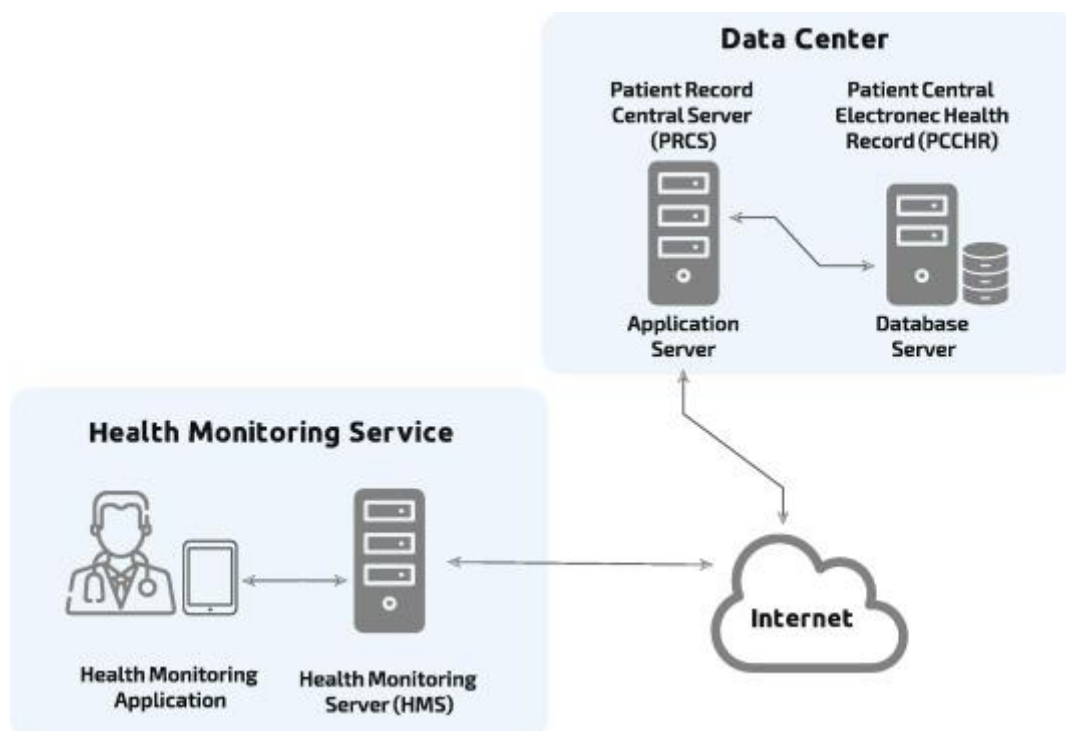 Data Center
Patient Record
Central Server
(PRCS)
Patient Central
Electronec Health
Record (PCCHR)
Application
Server
Database
Server
Health Monitoring Service
Health Monitoring
Application
Health Monitoring
Server (HMS)
Internet